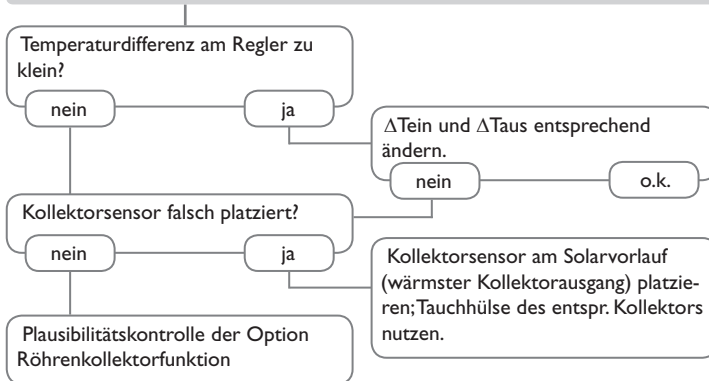 Temperaturdifferenz am Regler zu
klein?
nein
ja
ΔTein und ΔTaus entsprechend
ändern.
nein
o.k.
Kollektorsensor falsch platziert?
nein
ja
Kollektorsensor am Solarvorlauf
(wärmster Kollektorausgang) platzie-
ren; Tauchhülse des entspr. Kollektors
nutzen.
Plausibilitätskontrolle der Option
Röhrenkollektorfunktion